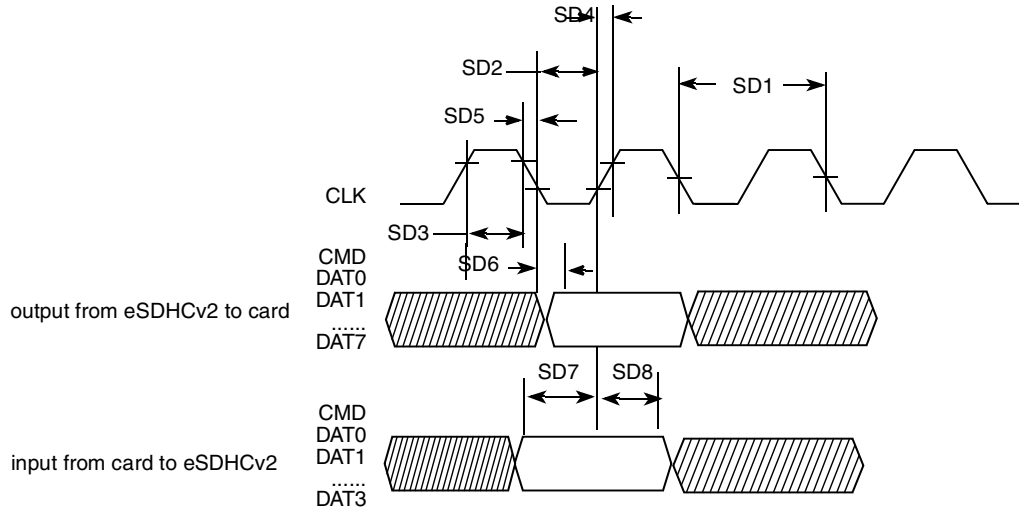 SD4
SD2
SD1
SD5
CLK
SD3
CMD
SD6
DAT0
output from eSDHCv2 to card
DAT1
......
DAT7
SD7
SD8
CMD
DAT0
input from card to eSDHCv2
DAT1
......
DAT3